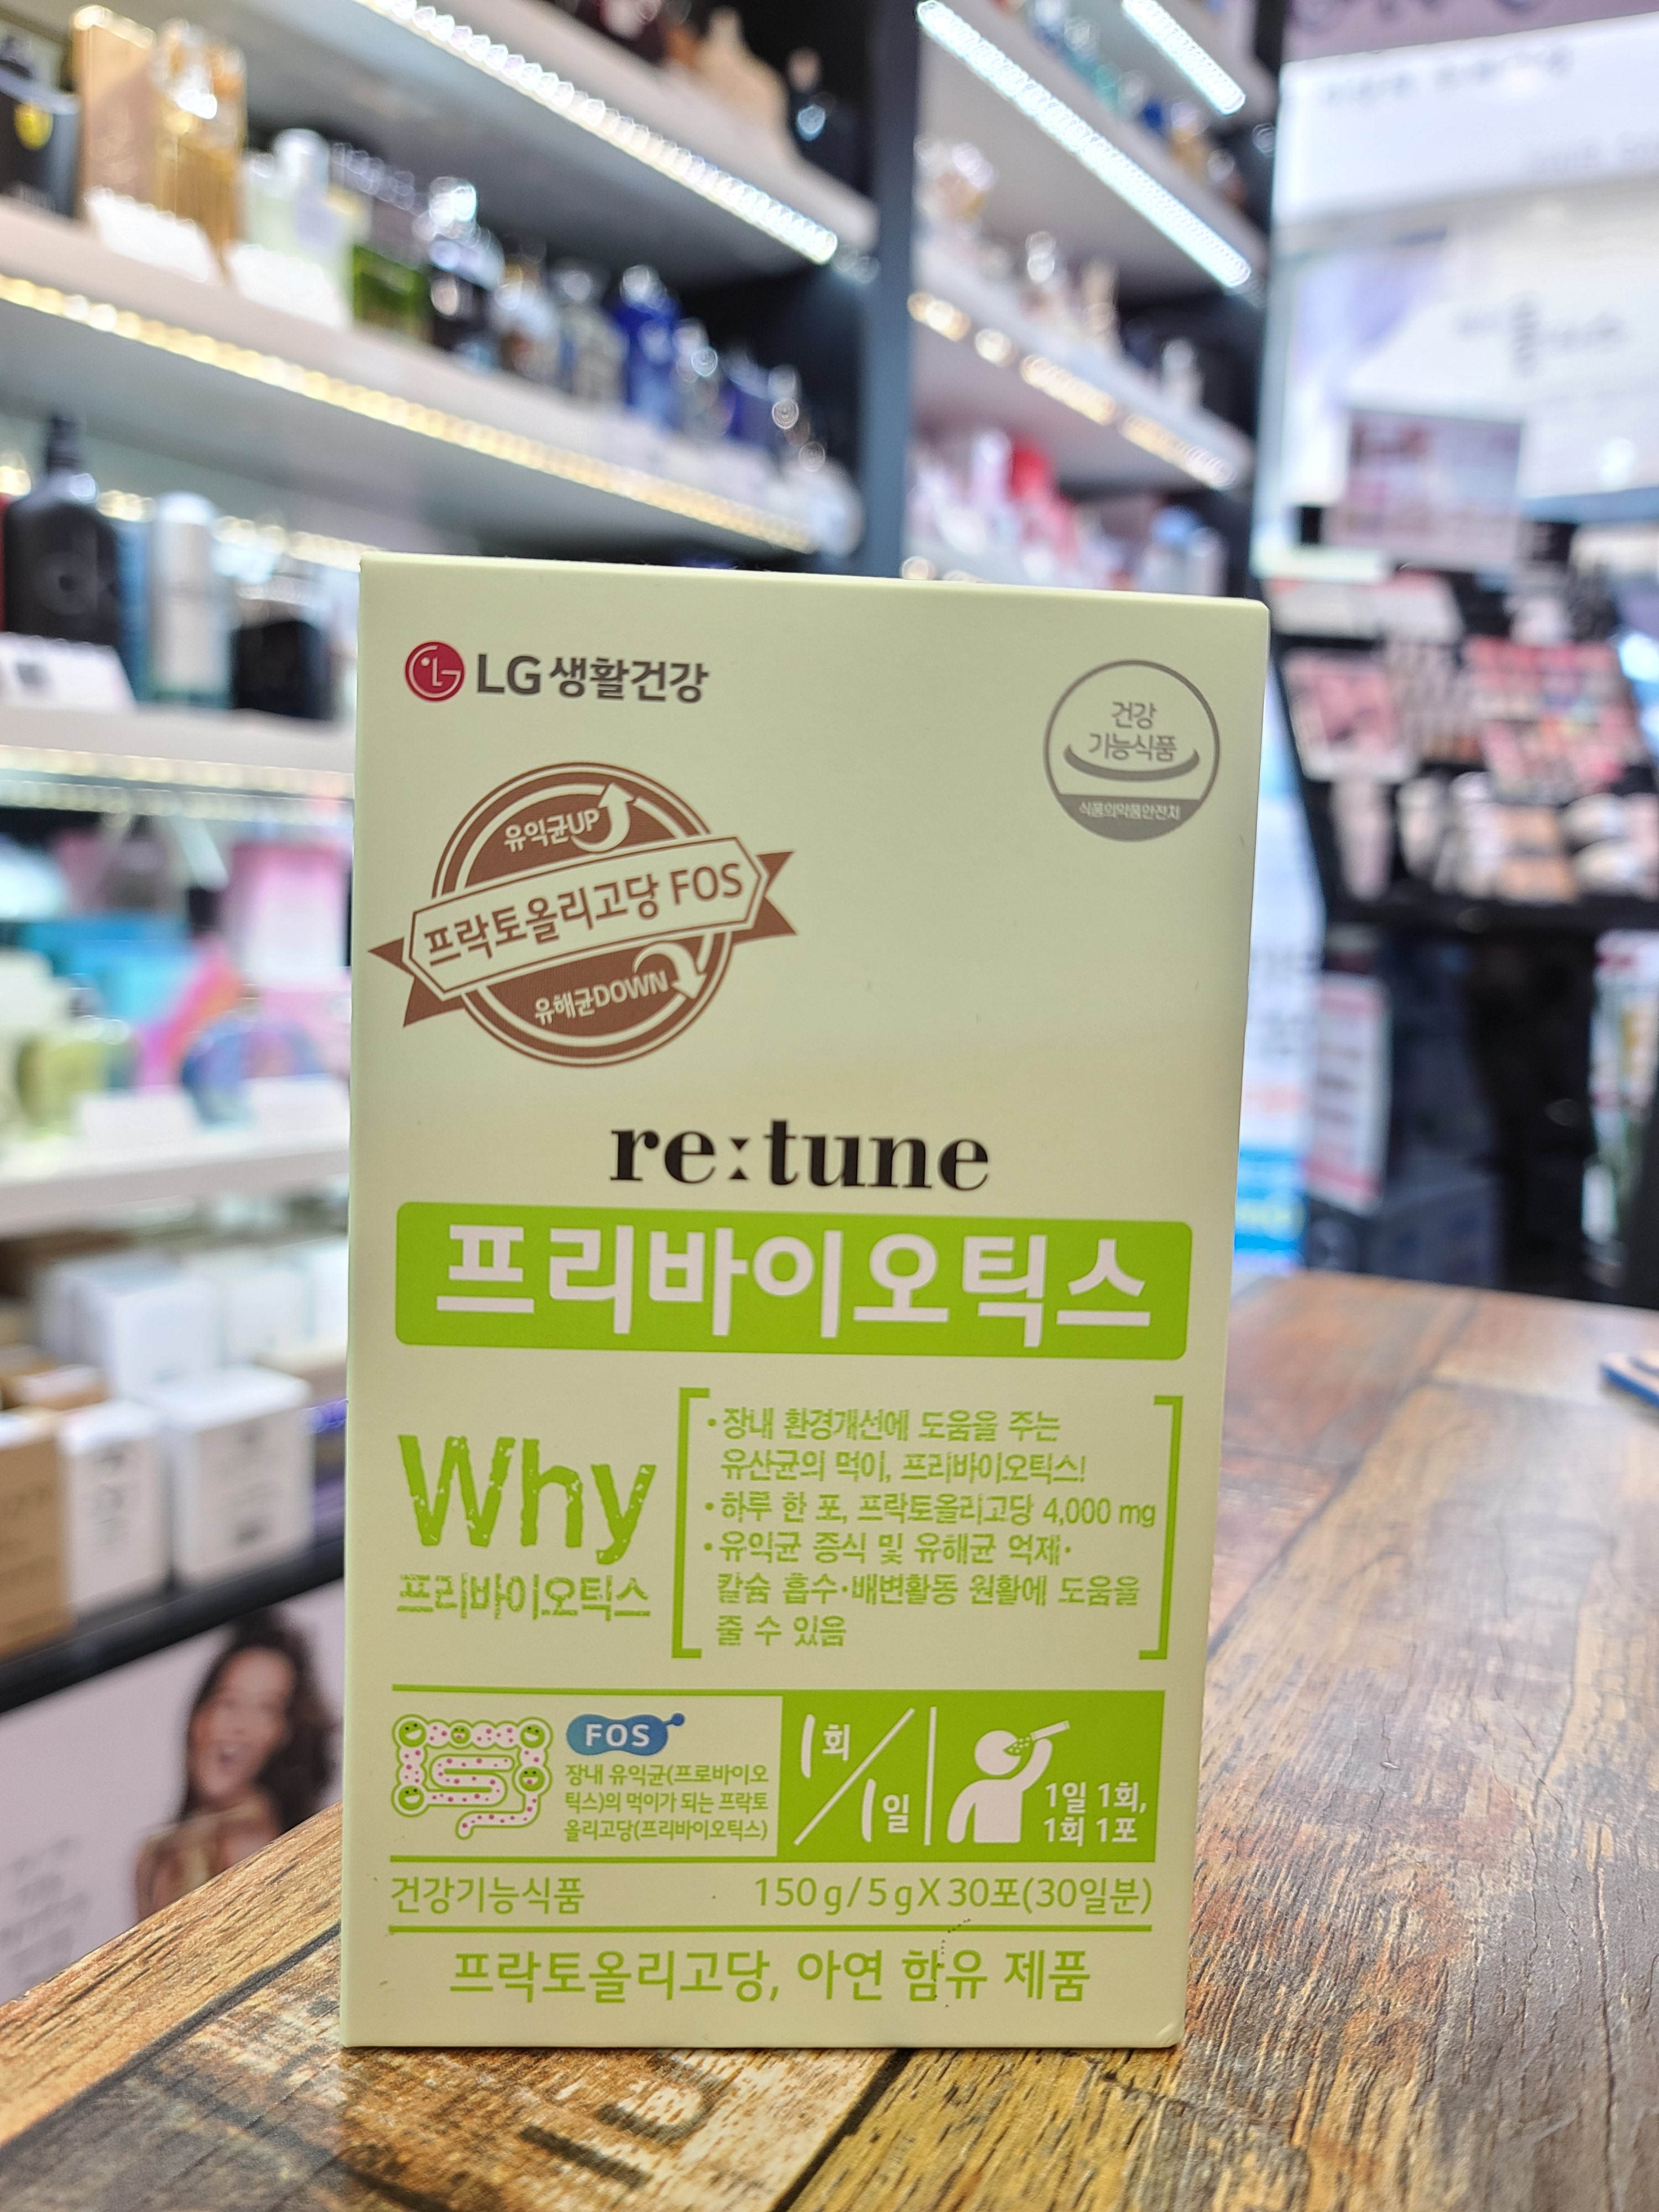 LG 생활건강
건강
기능식품
식품의약품안전처
유익균UP
프락토올리고당 FOS
유해균DOWN
re:tune
프리바이오틱스
Why
프리바이오틱스
·장내 환경개선에 도움을 주는
유산균의 먹이, 프리바이오틱스!
·하루 한 포, 프락토올리고당 4,000 mg
·유익균 증식 및 유해균 억제·
칼슘 흡수·배변활동 원활에 도움을
줄 수 있음
FOS
장내 유익균(프로바이오
틱스)의 먹이가 되는 프락토
올리고당(프리바이오틱스)
1회/1일
1일 1회,
1회 1포
건강기능식품
150 g/5 gX30포(30일분)
프락토올리고당, 아연 함유 제품